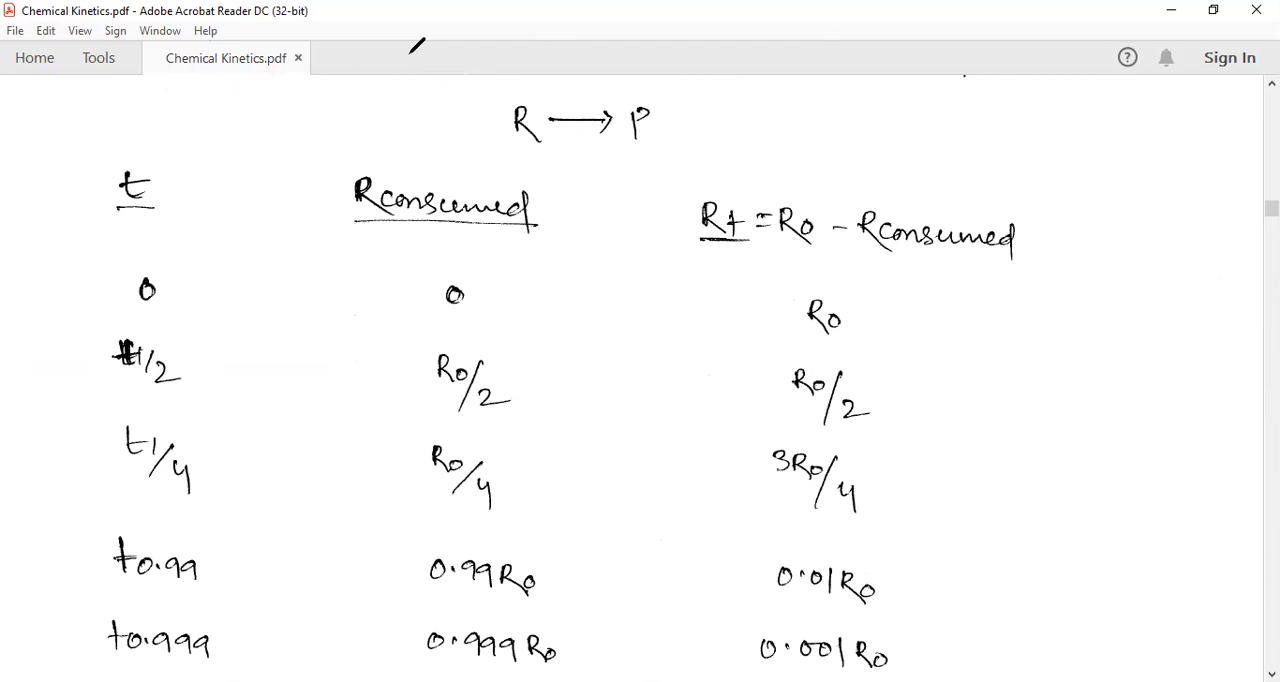 Chemical Kinetics.pdf - Adobe Acrobat Reader DC (32-bit)
File Edit View Sign Window Help
Home Tools Chemical Kinetics.pdf × Sign In
R ⟶ P
t Rconsumed Rt = R0 - Rconsumed
0 0 R0
t1/2 R0/2 R0/2
t1/4 R0/4 3R0/4
t0.99 0.99R0 0.01R0
t0.999 0.999R0 0.001R0